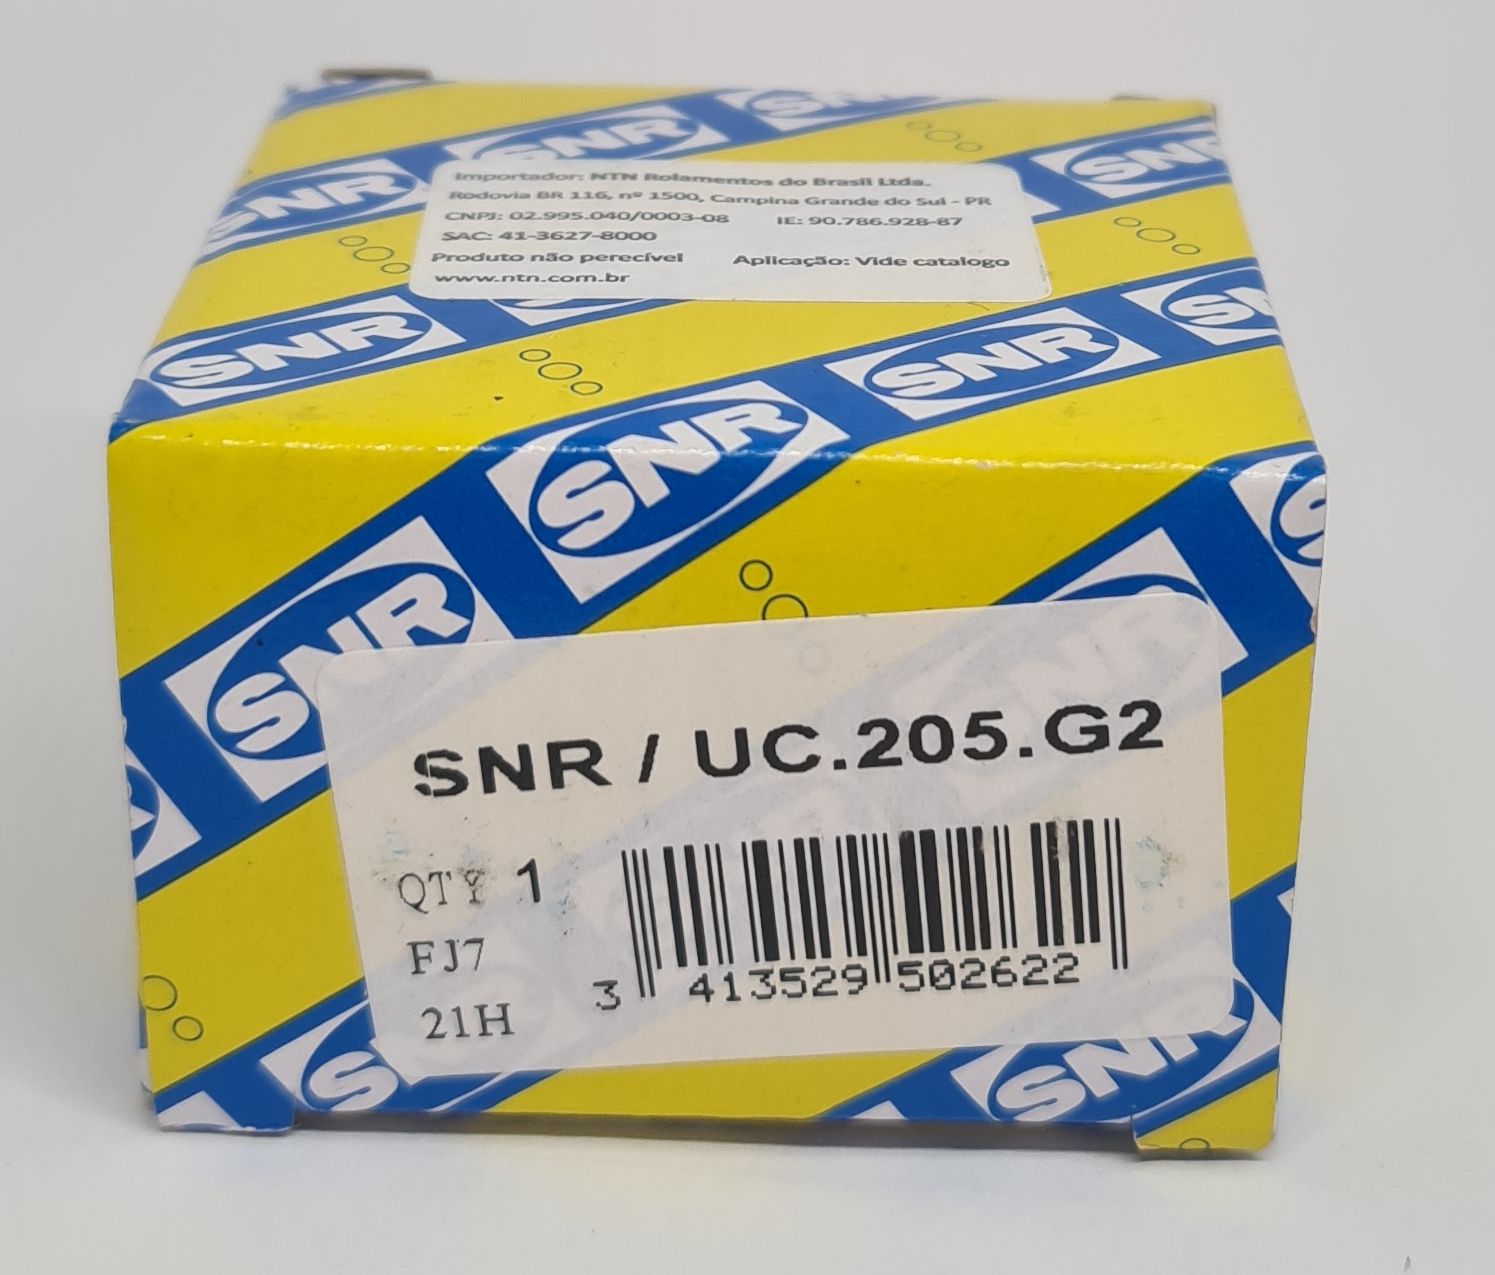 SNR SNR SNR SNR
Importador: NTN Rolamentos do Brasil Ltda.
Rodovia BR 116, nº 1500, Campina Grande do Sul - PR
CNPJ: 02.995.040/0003-08 IE: 90.786.928-87
SAC: 41-3627-8000
Produto não perecível Aplicação: Vide catalogo
www.ntn.com.br
SNR SNR SNR
SNR
SNR
SNR / UC.205.G2
QTY 1
FJ7
21H
3 413529 502622
SNR